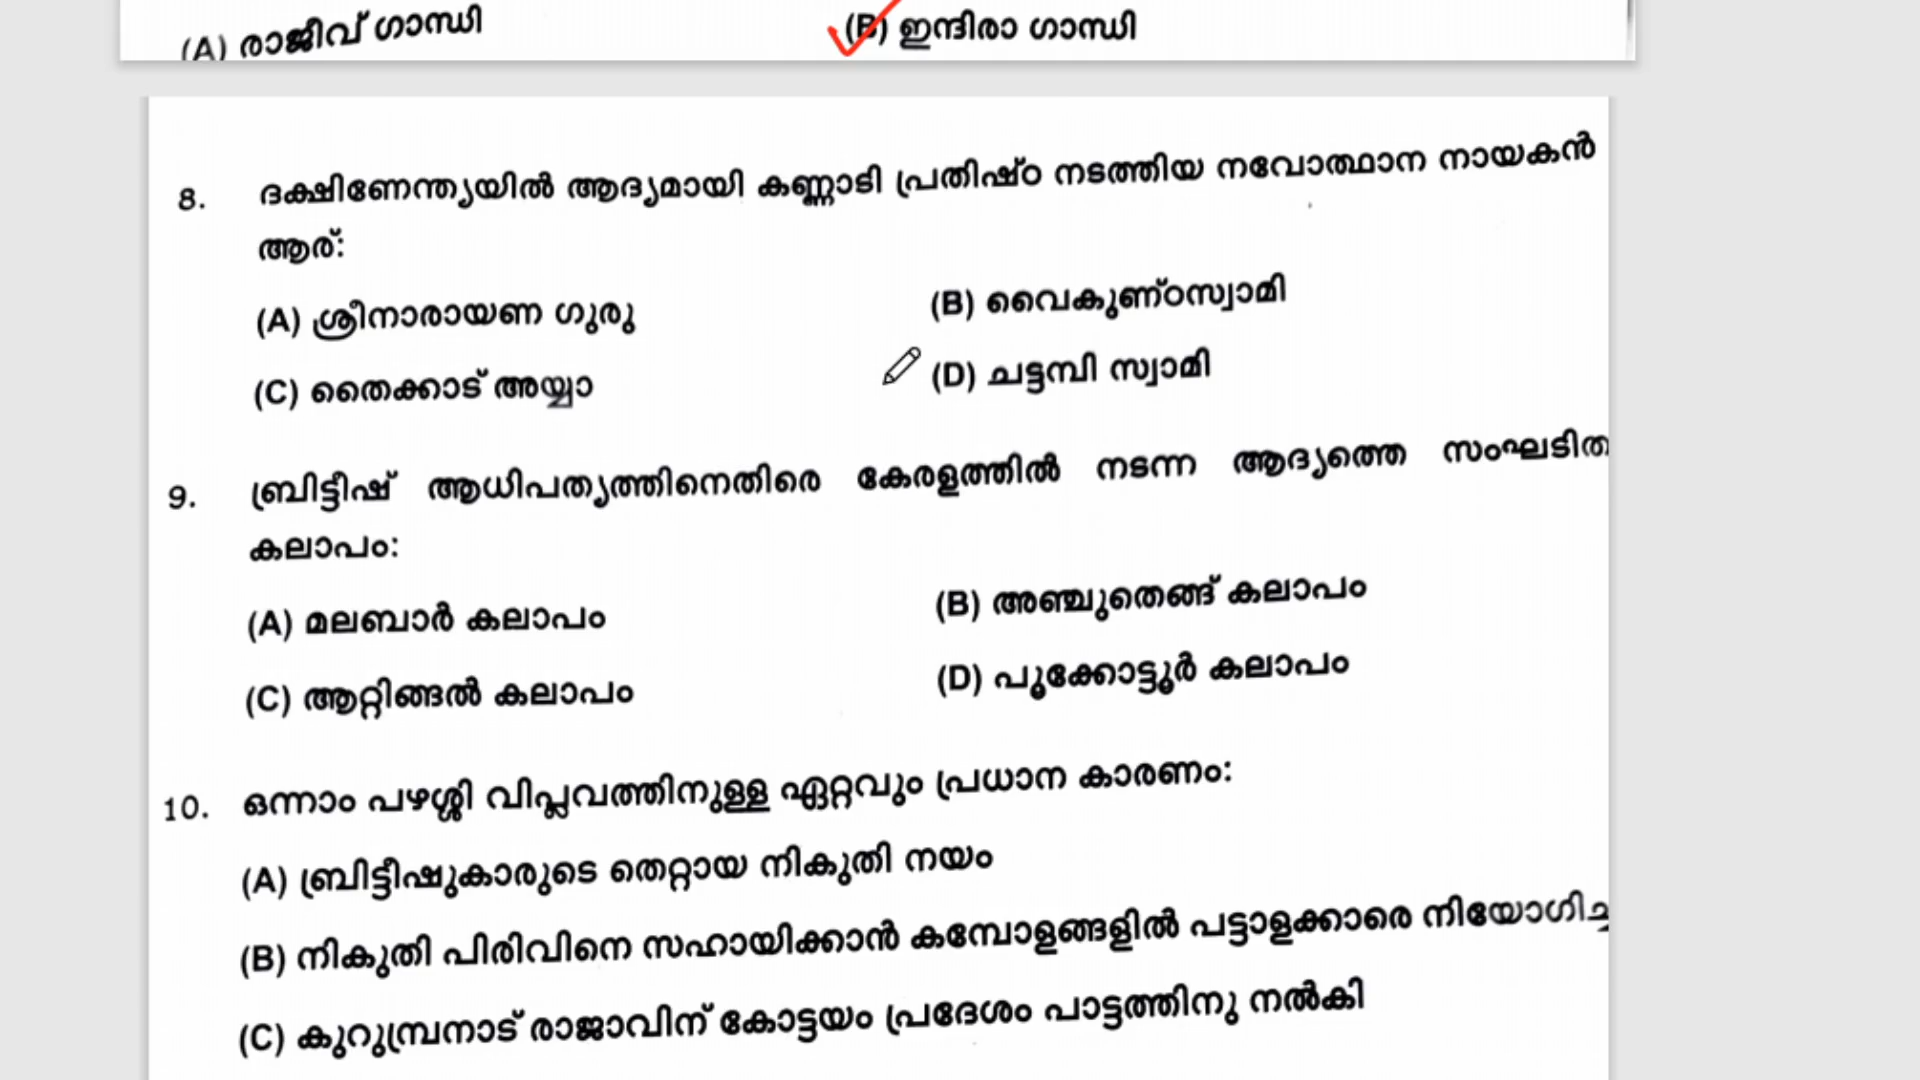 (A) രാജീവ് ഗാന്ധി (B) ഇന്ദിരാ ഗാന്ധി
8. ദക്ഷിണേന്ത്യയിൽ ആദ്യമായി കണ്ണാടി പ്രതിഷ്ഠ നടത്തിയ നവോത്ഥാന നായകൻ
ആര്:
(A) ശ്രീനാരായണ ഗുരു (B) വൈകുണ്ഠസ്വാമി
(C) തൈക്കാട് അയ്യാ (D) ചട്ടമ്പി സ്വാമി
9. ബ്രിട്ടീഷ് ആധിപത്യത്തിനെതിരെ കേരളത്തിൽ നടന്ന ആദ്യത്തെ സംഘടിത
കലാപം:
(A) മലബാർ കലാപം (B) അഞ്ചുതെങ്ങ് കലാപം
(C) ആറ്റിങ്ങൽ കലാപം (D) പൂക്കോട്ടൂർ കലാപം
10. ഒന്നാം പഴശ്ശി വിപ്ലവത്തിനുള്ള ഏറ്റവും പ്രധാന കാരണം:
(A) ബ്രിട്ടീഷുകാരുടെ തെറ്റായ നികുതി നയം
(B) നികുതി പിരിവിനെ സഹായിക്കാൻ കമ്പോളങ്ങളിൽ പട്ടാളക്കാരെ നിയോഗിച്ച
(C) കുറുമ്പ്രനാട് രാജാവിന് കോട്ടയം പ്രദേശം പാട്ടത്തിനു നൽകി